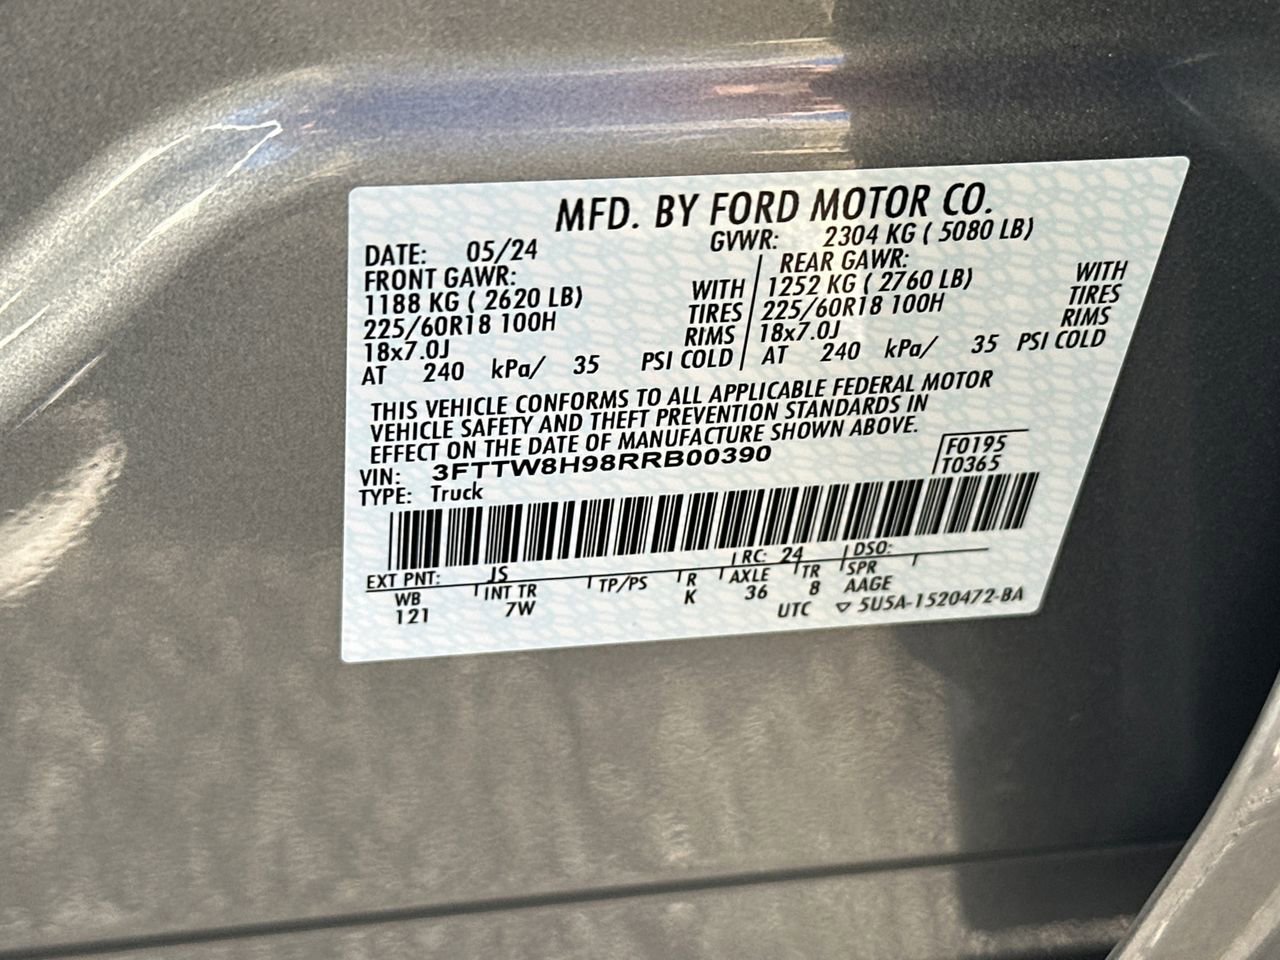 MFD. BY FORD MOTOR CO.
DATE: 05/24 GVWR: 2304 KG ( 5080 LB)
FRONT GAWR: REAR GAWR:
1188 KG ( 2620 LB) WITH 1252 KG ( 2760 LB) WITH
225/60R18 100H TIRES 225/60R18 100H TIRES
18x7.0J RIMS 18x7.0J RIMS
AT 240 kPa/ 35 PSI COLD AT 240 kPa/ 35 PSI COLD
THIS VEHICLE CONFORMS TO ALL APPLICABLE FEDERAL MOTOR
VEHICLE SAFETY AND THEFT PREVENTION STANDARDS IN
EFFECT ON THE DATE OF MANUFACTURE SHOWN ABOVE.
VIN: 3FTTW8H98RRB00390 F0195
TYPE: Truck T0365
EXT PNT: JS RC: 24 DSO:
WB INT TR TP/PS R AXLE TR SPR
121 7W K 36 8 AAGE
UTC ▽ 5U5A-1520472-BA